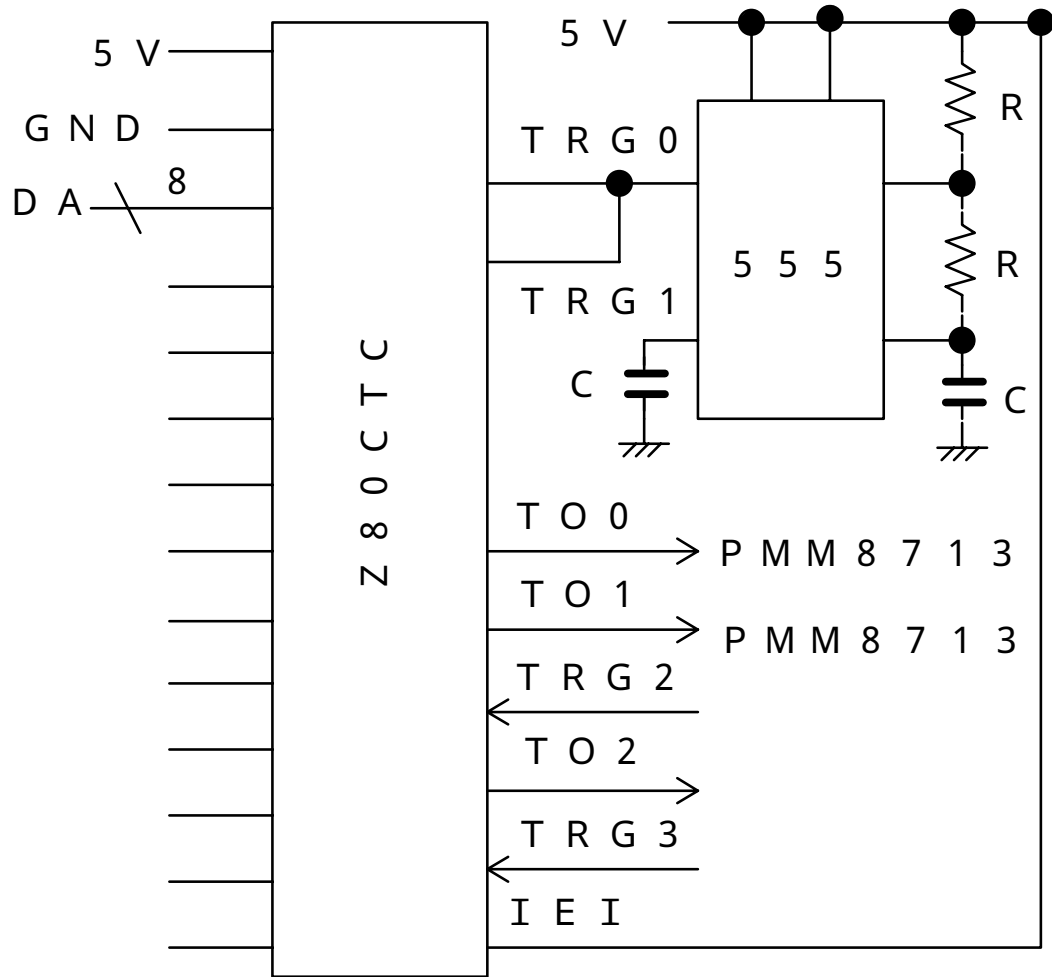 5 V
GND
DA
8
Z80CTC
5 V
TRG0
TRG1
555
R
R
C
C
TO0
PMM8713
TO1
PMM8713
TRG2
TO2
TRG3
IEI